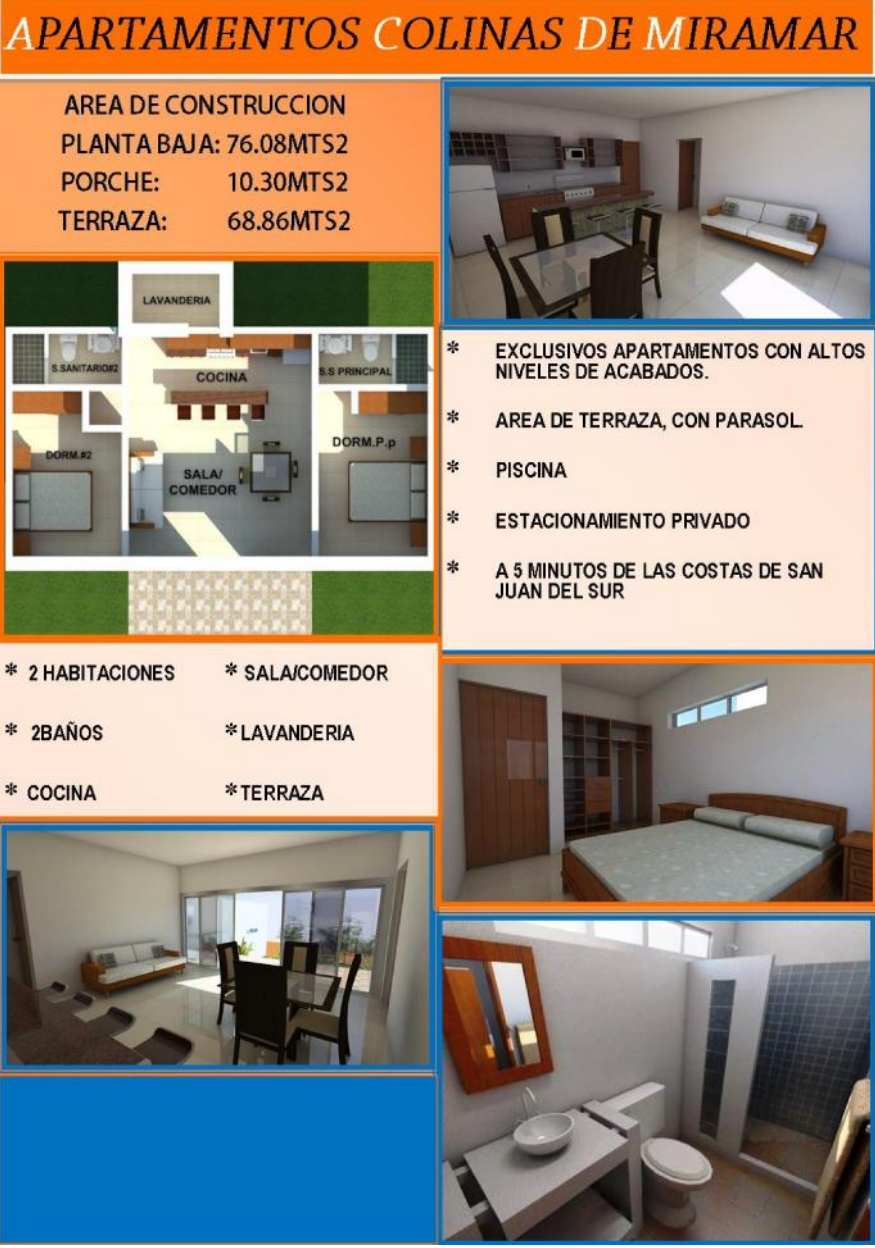 APARTAMENTOS COLINAS DE MIRAMAR
AREA DE CONSTRUCCION
PLANTA BAJA: 76.08MTS2
PORCHE: 10.30MTS2
TERRAZA: 68.86MTS2
LAVANDERIA
S.SANITARIO#2
COCINA
S.S PRINCIPAL
DORM.#2
DORM.P.p
SALA/
COMEDOR
* EXCLUSIVOS APARTAMENTOS CON ALTOS
NIVELES DE ACABADOS.
* AREA DE TERRAZA, CON PARASOL.
* PISCINA
* ESTACIONAMIENTO PRIVADO
* A 5 MINUTOS DE LAS COSTAS DE SAN
JUAN DEL SUR
* 2 HABITACIONES * SALA/COMEDOR
* 2BAÑOS *LAVANDERIA
* COCINA *TERRAZA